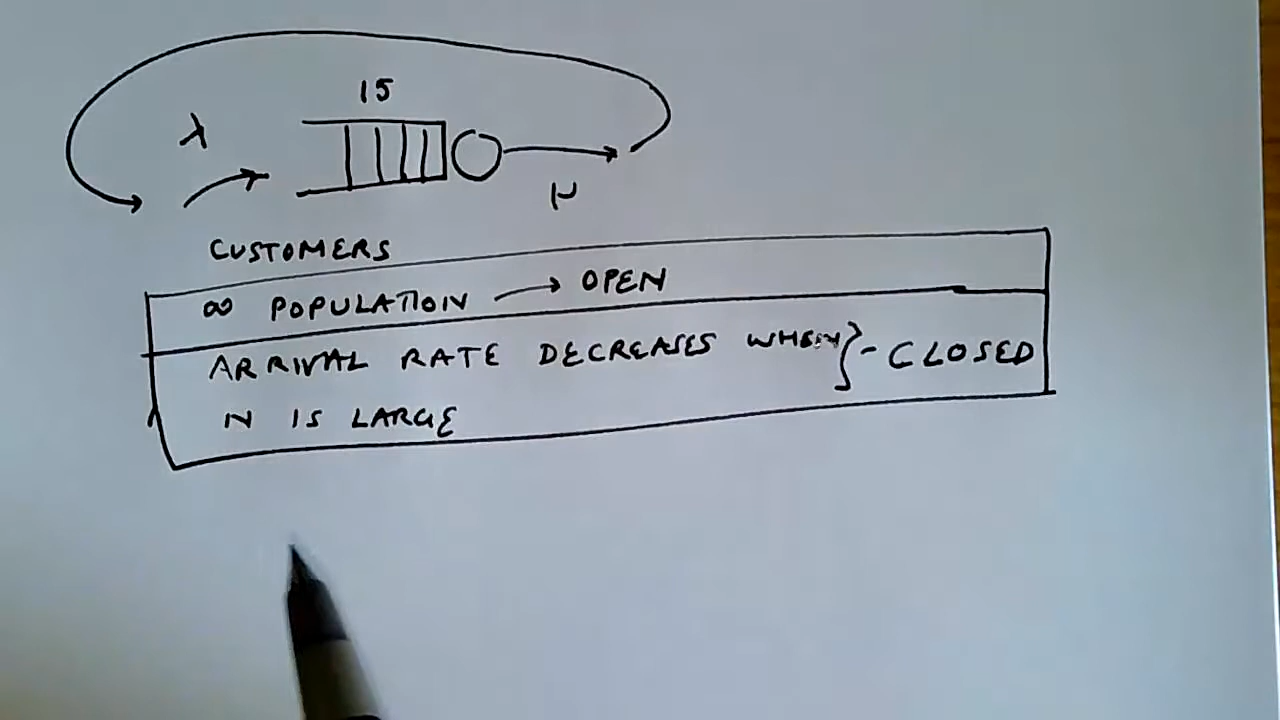 15
λ
μ
CUSTOMERS
∞ POPULATION → OPEN
ARRIVAL RATE DECREASES WHEN } - CLOSED
N IS LARGE